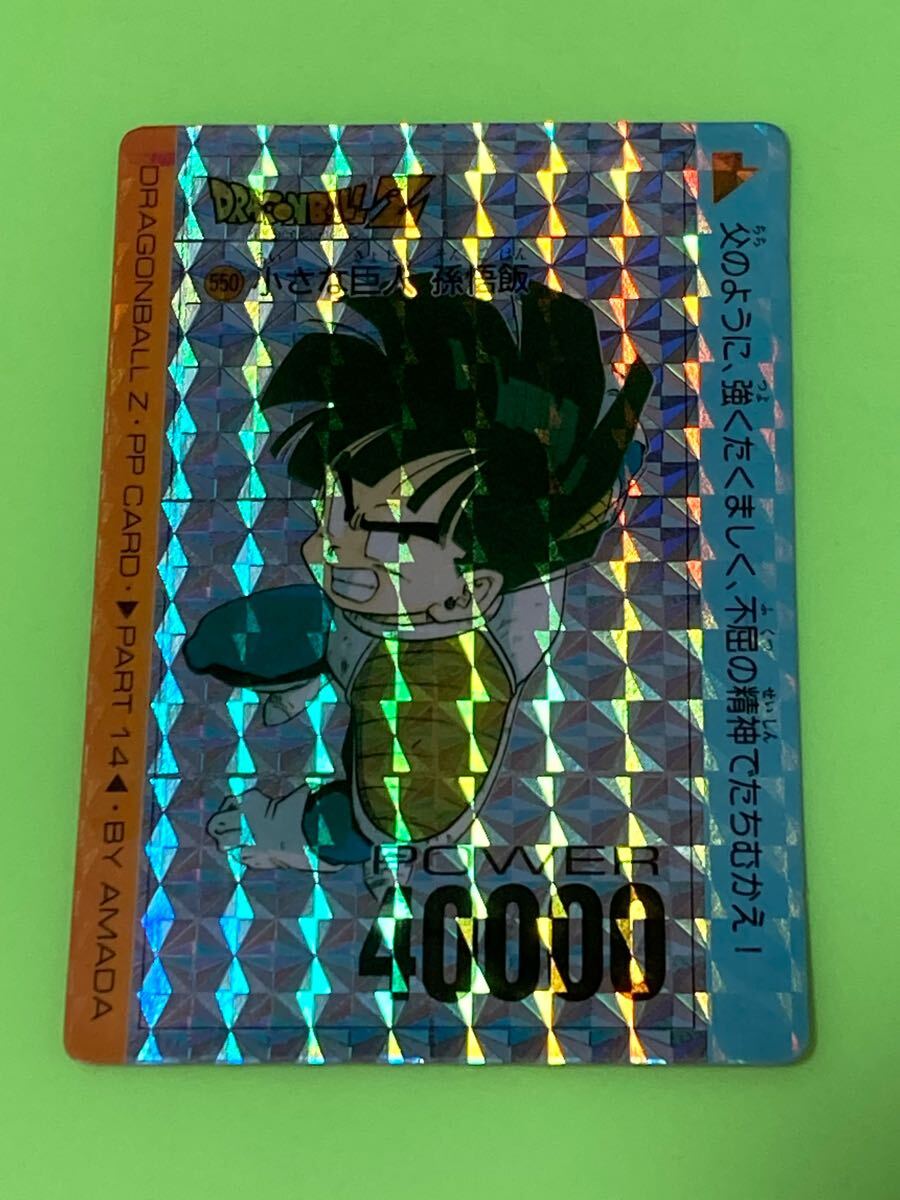 DRAGONBALL Z
550 小さな巨人 孫悟飯
POWER
40000
父のように、強くたくましく、不屈の精神でたちむかえ!
DRAGONBALL Z・PP CARD・▶PART 14◀・BY AMADA